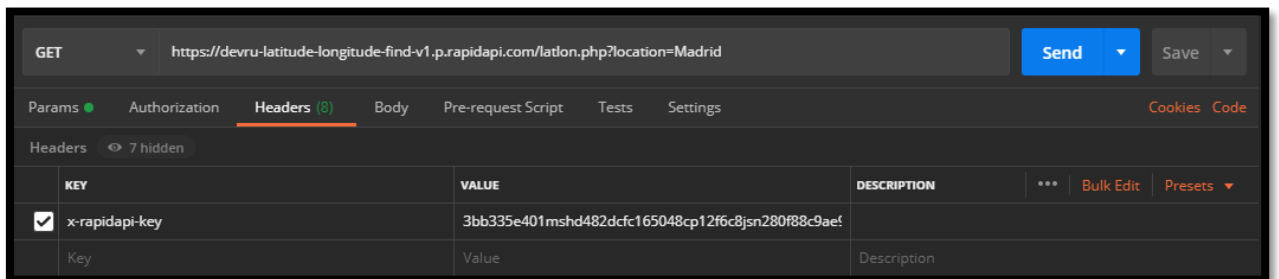 GET https://devru-latitude-longitude-find-v1.p.rapidapi.com/latlon.php?location=Madrid Send Save
Params Authorization Headers (8) Body Pre-request Script Tests Settings Cookies Code
Headers 7 hidden
KEY VALUE DESCRIPTION ••• Bulk Edit Presets
x-rapidapi-key 3bb335e401mshd482dcfc165048cp12f6c8jsn280f88c9ae9
Key Value Description